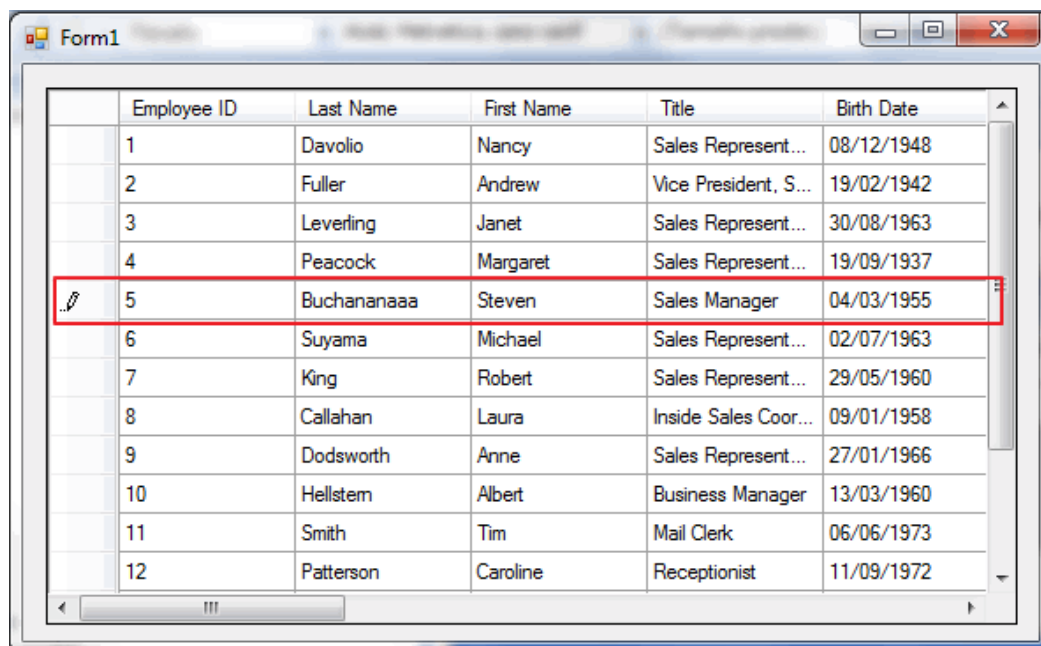 Form1
Employee ID Last Name First Name Title Birth Date
1 Davolio Nancy Sales Represent... 08/12/1948
2 Fuller Andrew Vice President, S... 19/02/1942
3 Leverling Janet Sales Represent... 30/08/1963
4 Peacock Margaret Sales Represent... 19/09/1937
5 Buchananaaa Steven Sales Manager 04/03/1955
6 Suyama Michael Sales Represent... 02/07/1963
7 King Robert Sales Represent... 29/05/1960
8 Callahan Laura Inside Sales Coor... 09/01/1958
9 Dodsworth Anne Sales Represent... 27/01/1966
10 Hellstern Albert Business Manager 13/03/1960
11 Smith Tim Mail Clerk 06/06/1973
12 Patterson Caroline Receptionist 11/09/1972